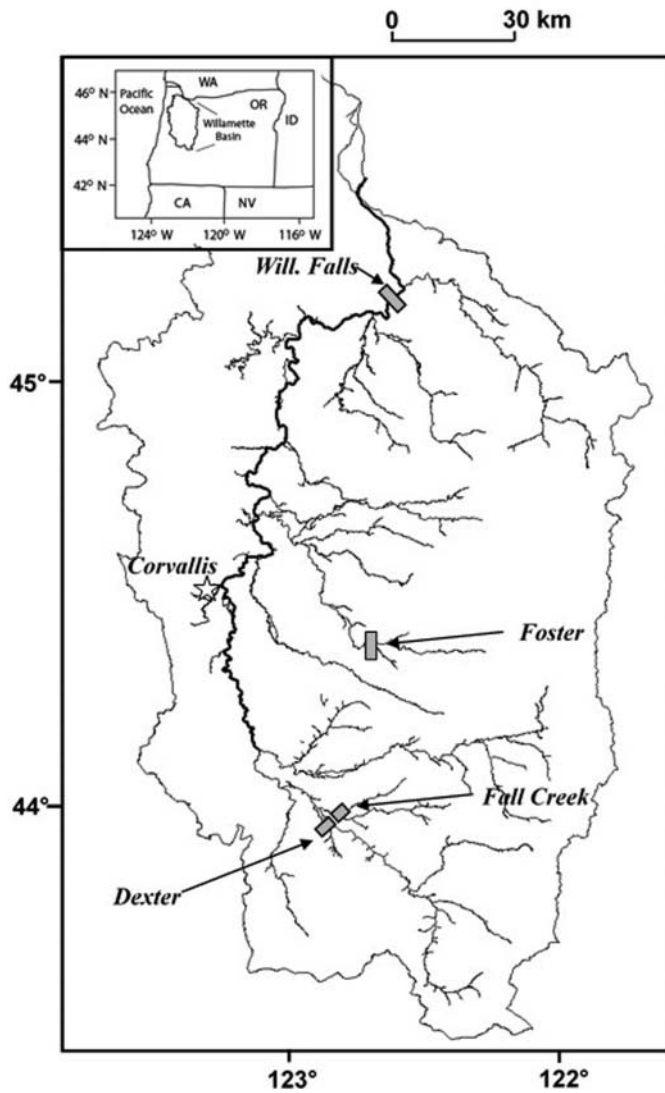 0 30 km
WA
46° N
Pacific
Ocean
OR
ID
Willamette
Basin
44° N
42° N
CA NV
124° W 120° W 116° W
Will. Falls
45°
Corvallis
Foster
Fall Creek
44°
Dexter
123° 122°